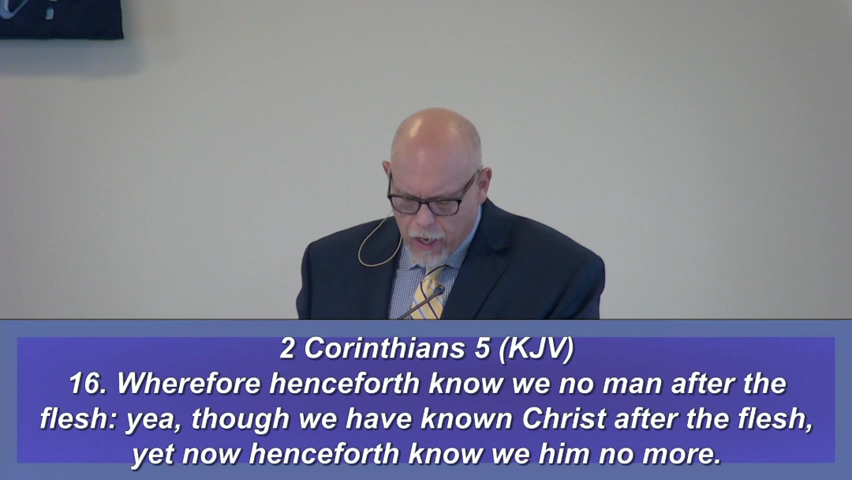 2 Corinthians 5 (KJV)
16. Wherefore henceforth know we no man after the
flesh: yea, though we have known Christ after the flesh,
yet now henceforth know we him no more.